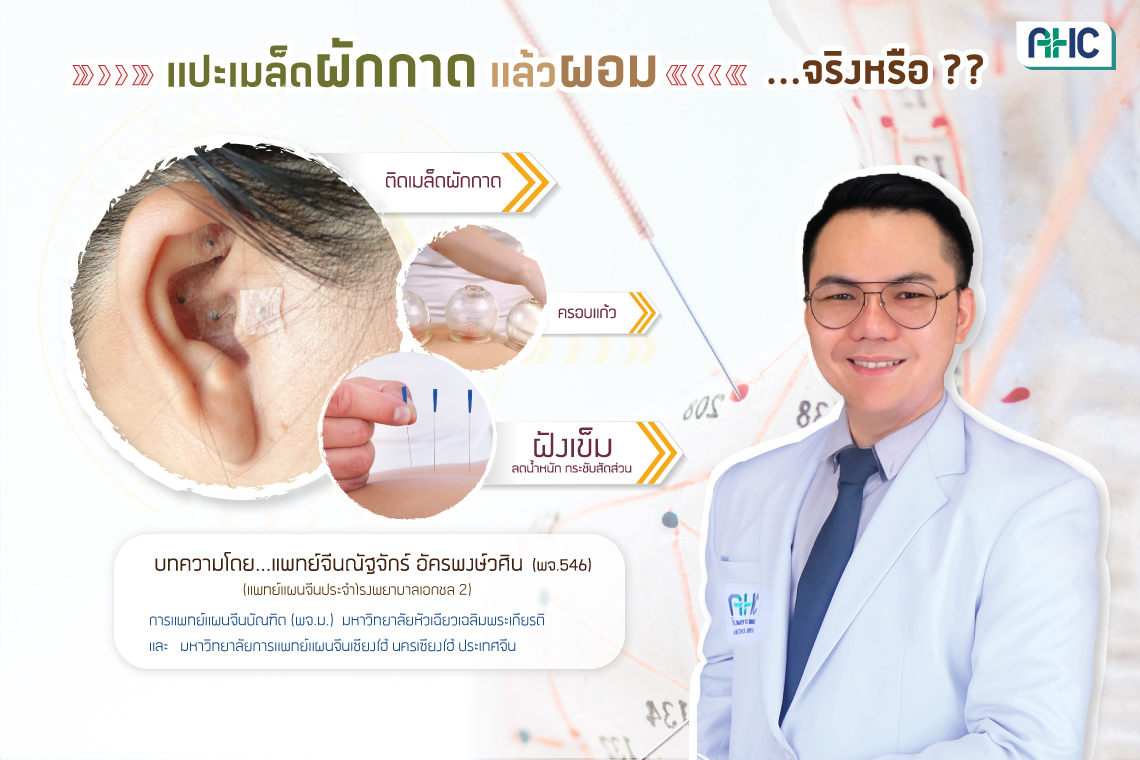 แปะเมล็ดผักกาด แล้วผอม ...จริงหรือ ??
AHC
ติดเมล็ดผักกาด
ครอบแก้ว
ฝังเข็ม
ลดน้ำหนัก กระชับสัดส่วน
208
38
134
บทความโดย...แพทย์จีนณัฐจักร์ อัครพงษ์วศิน (พจ.546)
(แพทย์แผนจีนประจำโรงพยาบาลเอกชล 2)
การแพทย์แผนจีนบัณฑิต (พจ.ม.) มหาวิทยาลัยหัวเฉียวเฉลิมพระเกียรติ
และ มหาวิทยาลัยการแพทย์แผนจีนเซี่ยงไฮ้ นครเซี่ยงไฮ้ ประเทศจีน
AHC